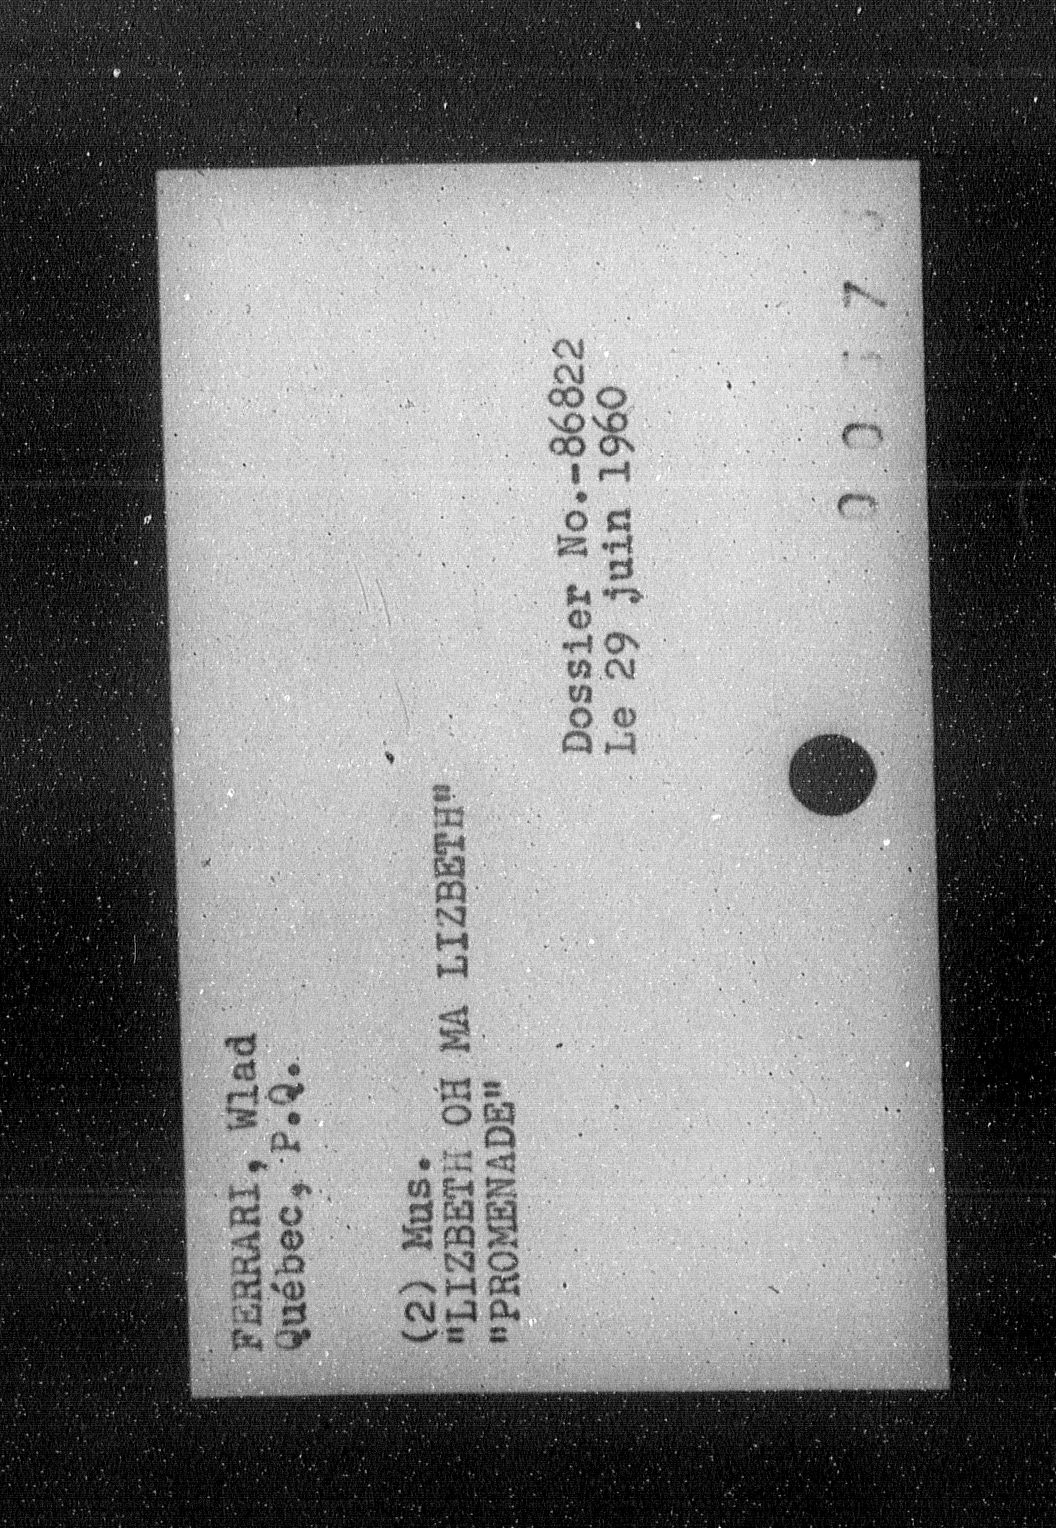 FERRARI, Wlad
Québec, P.Q.
(2) Mus.
"LIZBETH OH MA LIZBETH"
"PROMENADE"
Dossier No.-86822
Le 29 juin 1960